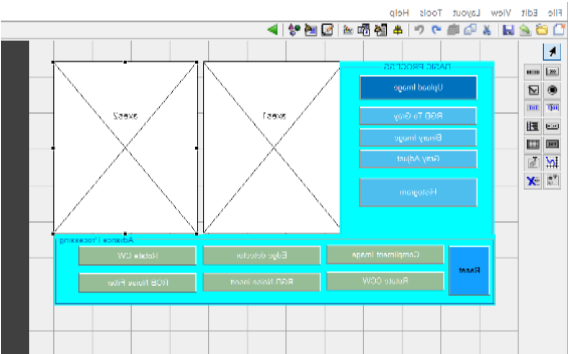 File Edit View Layout Tools Help
BASIC PROCESS
Upload Image
axes1
axes2
RGB To Gray
Binary Image
Gray Adjust
Histogram
Advance Processing
Compliment Image
Edge detector
Rotate CW
Reset
Rotate CCW
RGB Noise Insert
RGB Noise Filter